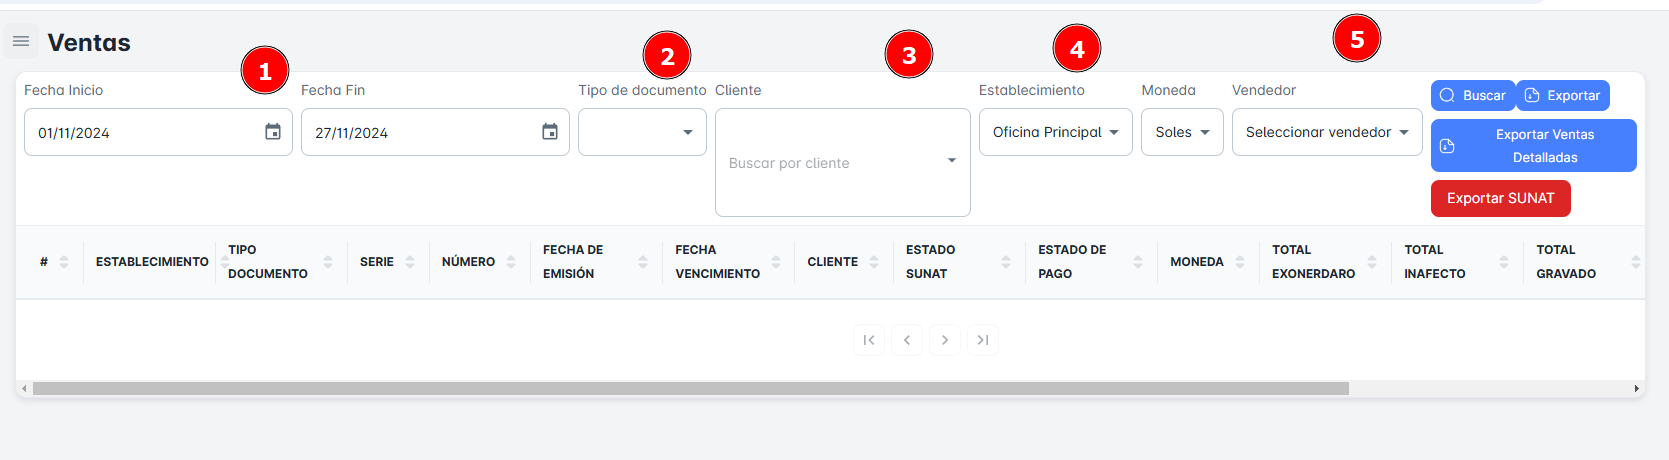 Ventas
1
2
3
4
5
Fecha Inicio
Fecha Fin
Tipo de documento
Cliente
Establecimiento
Moneda
Vendedor
01/11/2024
27/11/2024
Buscar por cliente
Oficina Principal
Soles
Seleccionar vendedor
Buscar
Exportar
Exportar Ventas
Detalladas
Exportar SUNAT
#
ESTABLECIMIENTO
TIPO
DOCUMENTO
SERIE
NÚMERO
FECHA DE
EMISIÓN
FECHA
VENCIMIENTO
CLIENTE
ESTADO
SUNAT
ESTADO DE
PAGO
MONEDA
TOTAL
EXONERDARO
TOTAL
INAFECTO
TOTAL
GRAVADO